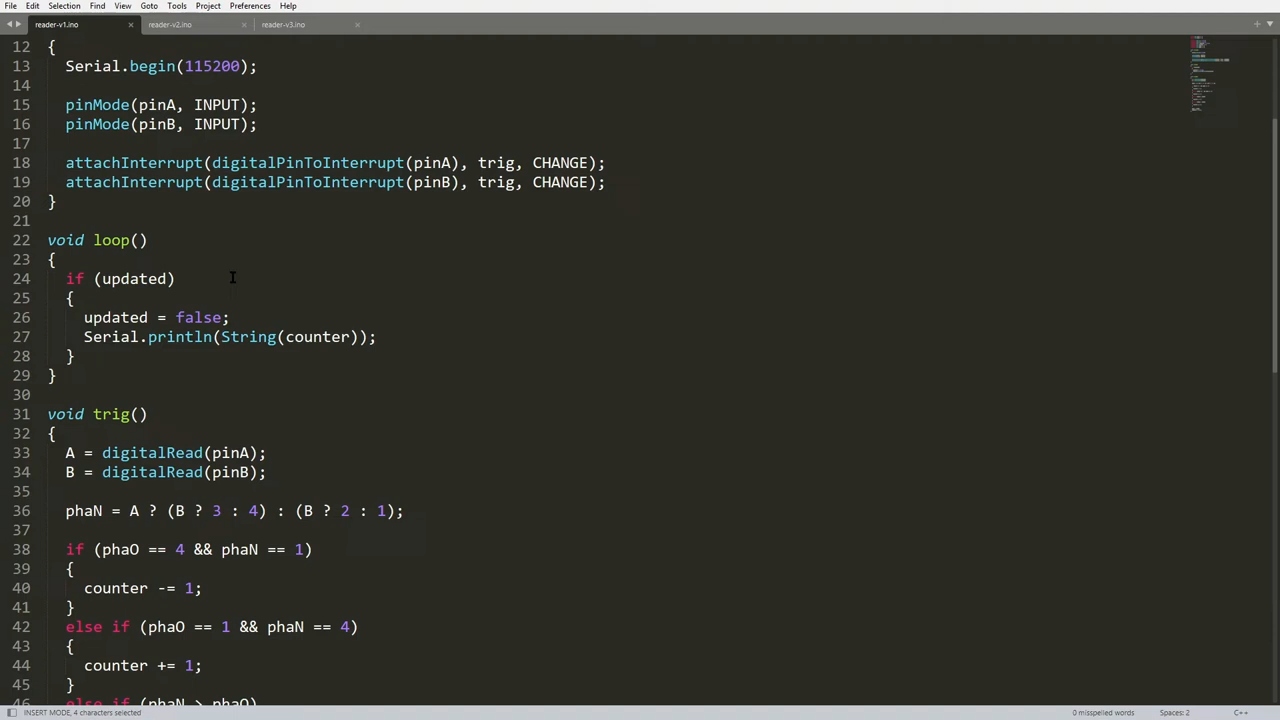 File Edit Selection Find View Goto Tools Project Preferences Help
reader-v1.ino × reader-v2.ino × reader-v3.ino ×
12 {
13 Serial.begin(115200);
14
15 pinMode(pinA, INPUT);
16 pinMode(pinB, INPUT);
17
18 attachInterrupt(digitalPinToInterrupt(pinA), trig, CHANGE);
19 attachInterrupt(digitalPinToInterrupt(pinB), trig, CHANGE);
20 }
21
22 void loop()
23 {
24 if (updated)
25 {
26 updated = false;
27 Serial.println(String(counter));
28 }
29 }
30
31 void trig()
32 {
33 A = digitalRead(pinA);
34 B = digitalRead(pinB);
35
36 phaN = A ? (B ? 3 : 4) : (B ? 2 : 1);
37
38 if (phaO == 4 && phaN == 1)
39 {
40 counter -= 1;
41 }
42 else if (phaO == 1 && phaN == 4)
43 {
44 counter += 1;
45 }
46 else if (phaN > phaO)
INSERT MODE, 4 characters selected 0 misspelled words Spaces: 2 C++